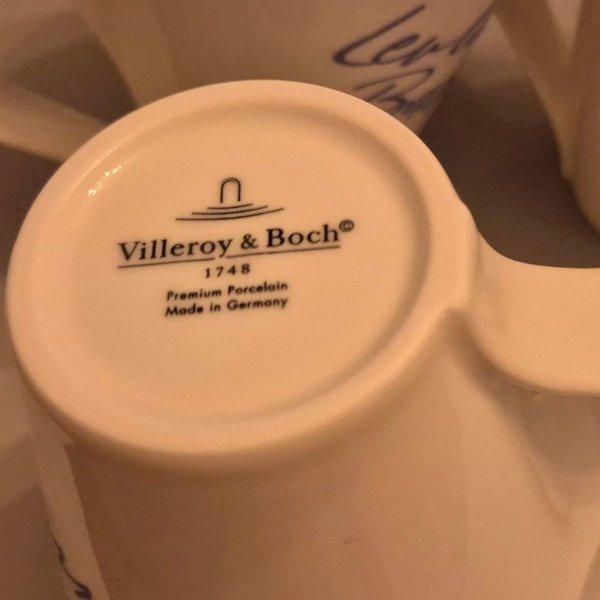 Villeroy & Boch©
1748
Premium Porcelain
Made in Germany